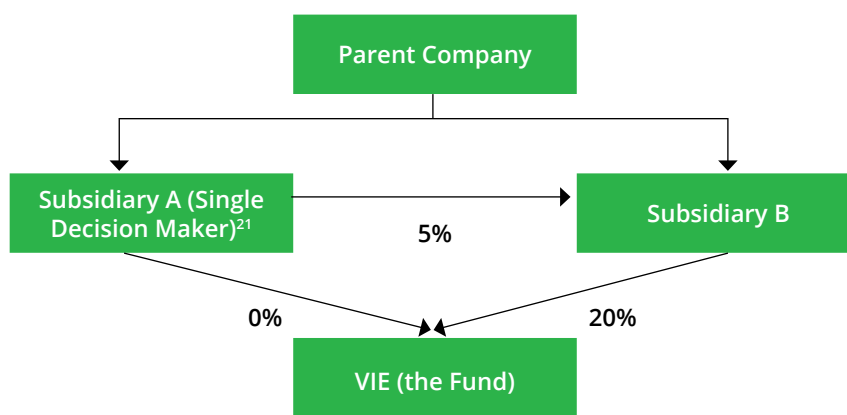 Parent Company
Subsidiary A (Single
Decision Maker)21
5%
Subsidiary B
0%
20%
VIE (the Fund)